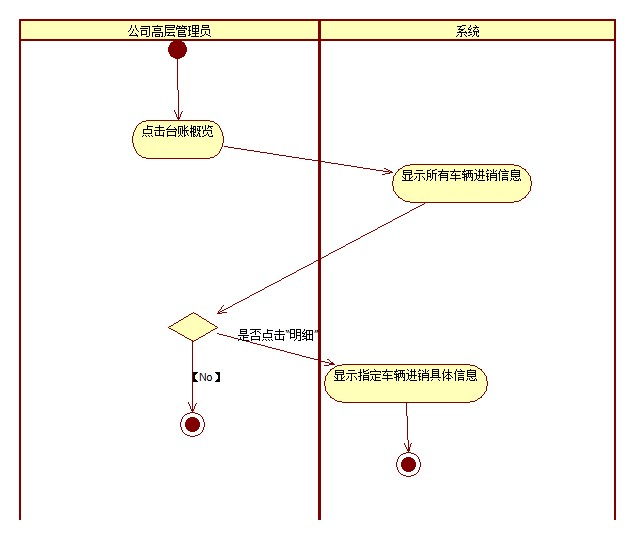 公司高层管理员
系统
点击台账概览
显示所有车辆进销信息
是否点击“明细”
显示指定车辆进销具体信息
【No】